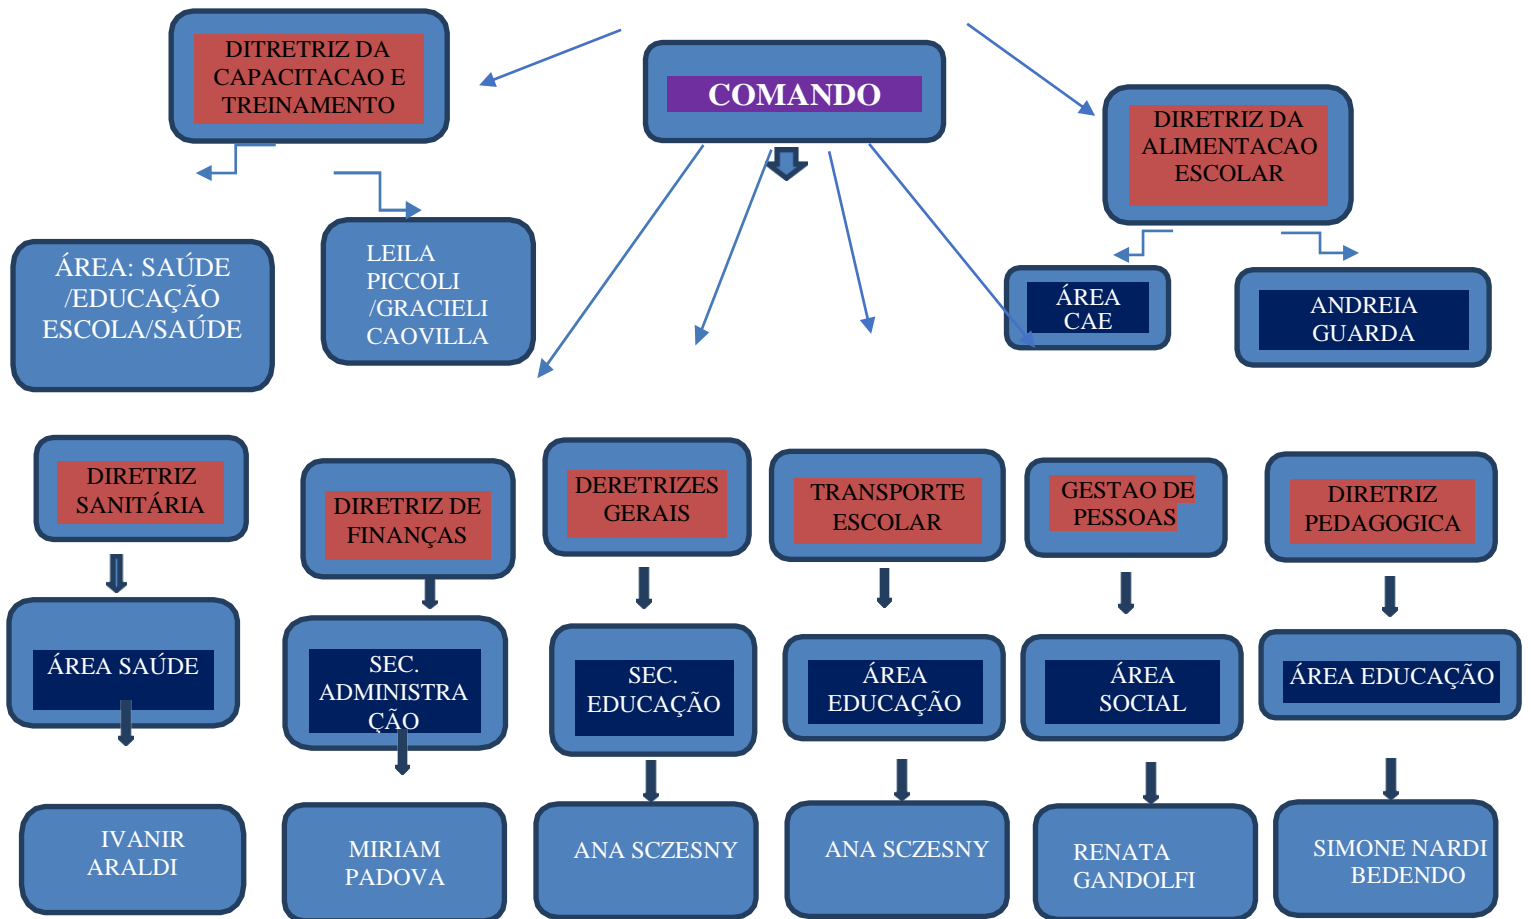 DITRETRIZ DA
CAPACITACAO E
TREINAMENTO
COMANDO
DIRETRIZ DA
ALIMENTACAO
ESCOLAR
ÁREA: SAÚDE
/EDUCAÇÃO
ESCOLA/SAÚDE
LEILA
PICCOLI
/GRACIELI
CAOVILLA
ÁREA
CAE
ANDREIA
GUARDA
DIRETRIZ
SANITÁRIA
DIRETRIZ DE
FINANÇAS
DERETRIZES
GERAIS
TRANSPORTE
ESCOLAR
GESTAO DE
PESSOAS
DIRETRIZ
PEDAGOGICA
ÁREA SAÚDE
SEC.
ADMINISTRA
ÇÃO
SEC.
EDUCAÇÃO
ÁREA
EDUCAÇÃO
ÁREA
SOCIAL
ÁREA EDUCAÇÃO
IVANIR
ARALDI
MIRIAM
PADOVA
ANA SCZESNY
ANA SCZESNY
RENATA
GANDOLFI
SIMONE NARDI
BEDENDO